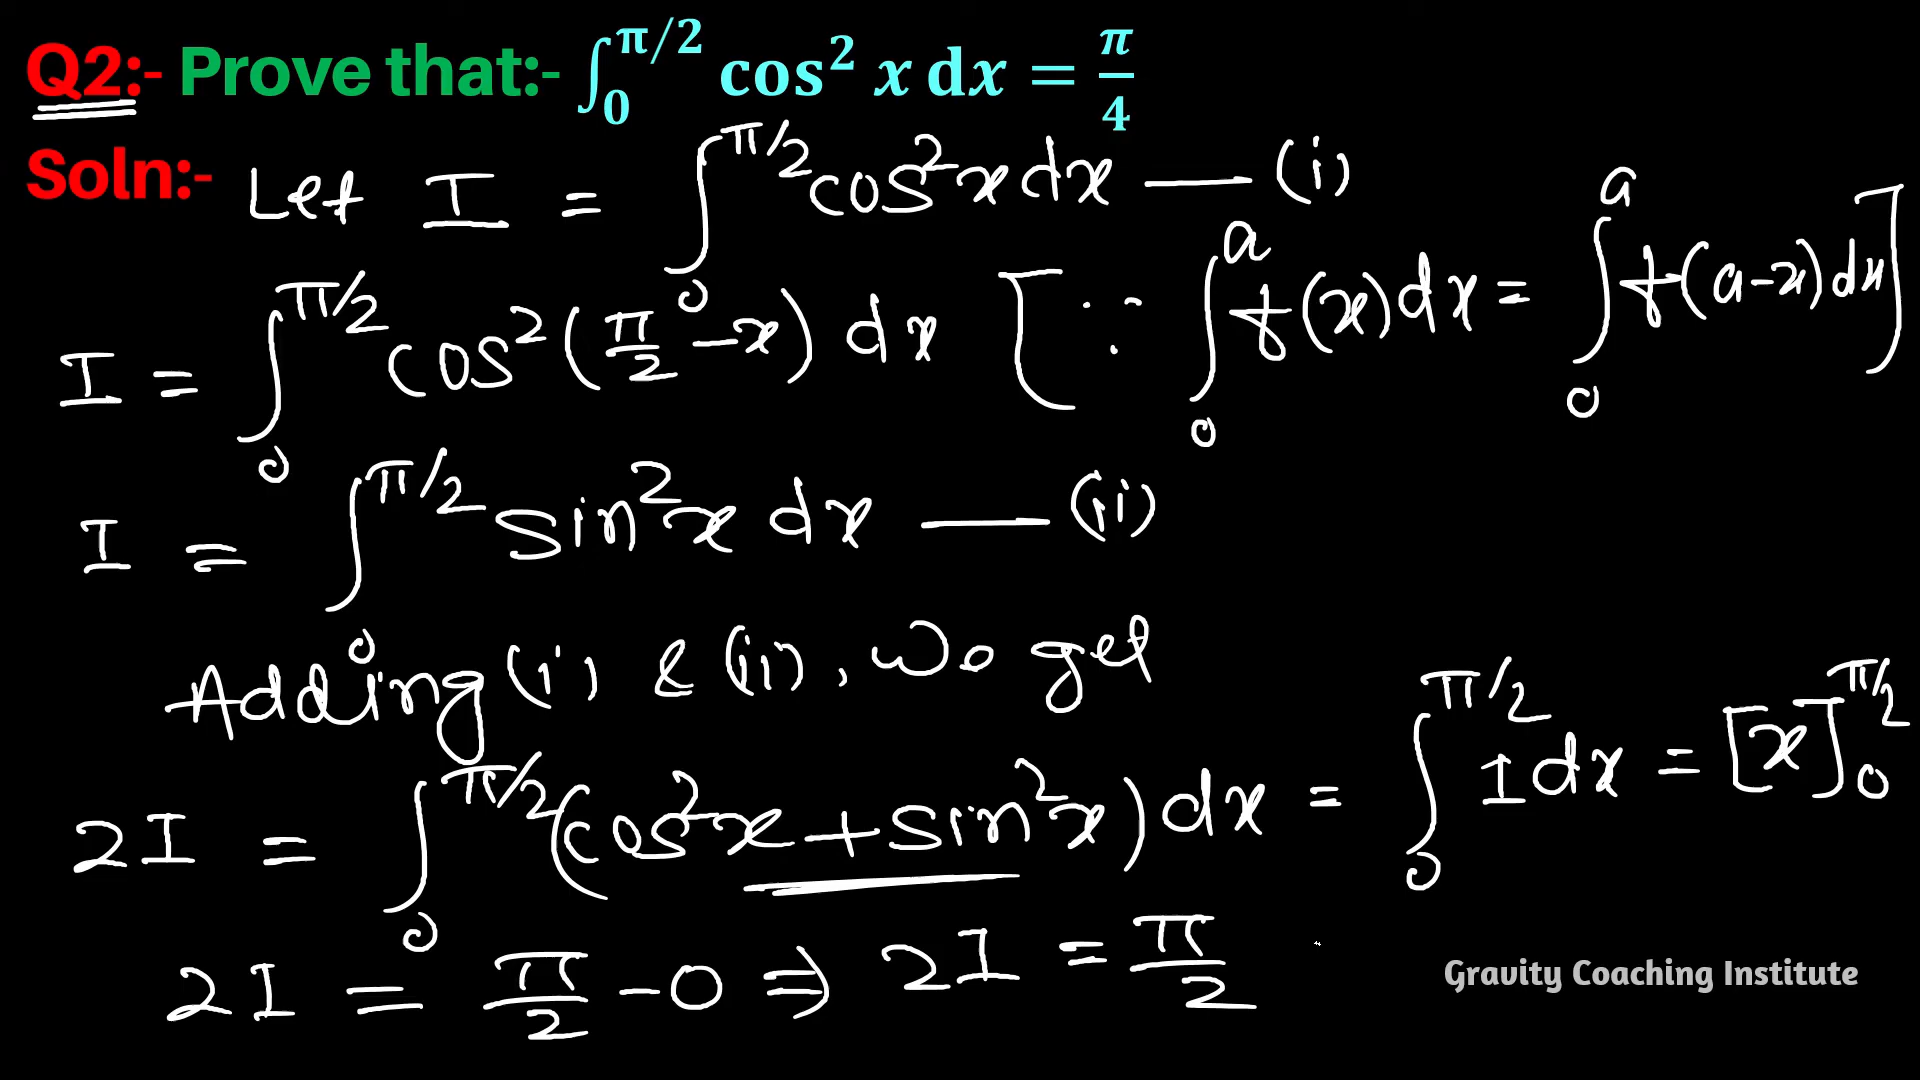 Q2:- Prove that:- ∫₀^{π/2} cos² x dx = π/4
Soln:- Let I = ∫₀^{π/2} cos²x dx — (i)
I = ∫₀^{π/2} cos²(π/2 − x) dx [∵ ∫₀^a f(x) dx = ∫₀^a f(a−x) dx]
I = ∫₀^{π/2} sin²x dx — (ii)
Adding (i) & (ii), we get
2I = ∫₀^{π/2} (cos²x + sin²x) dx = ∫₀^{π/2} 1 dx = [x]₀^{π/2}
2I = π/2 − 0 ⇒ 2I = π/2
Gravity Coaching Institute